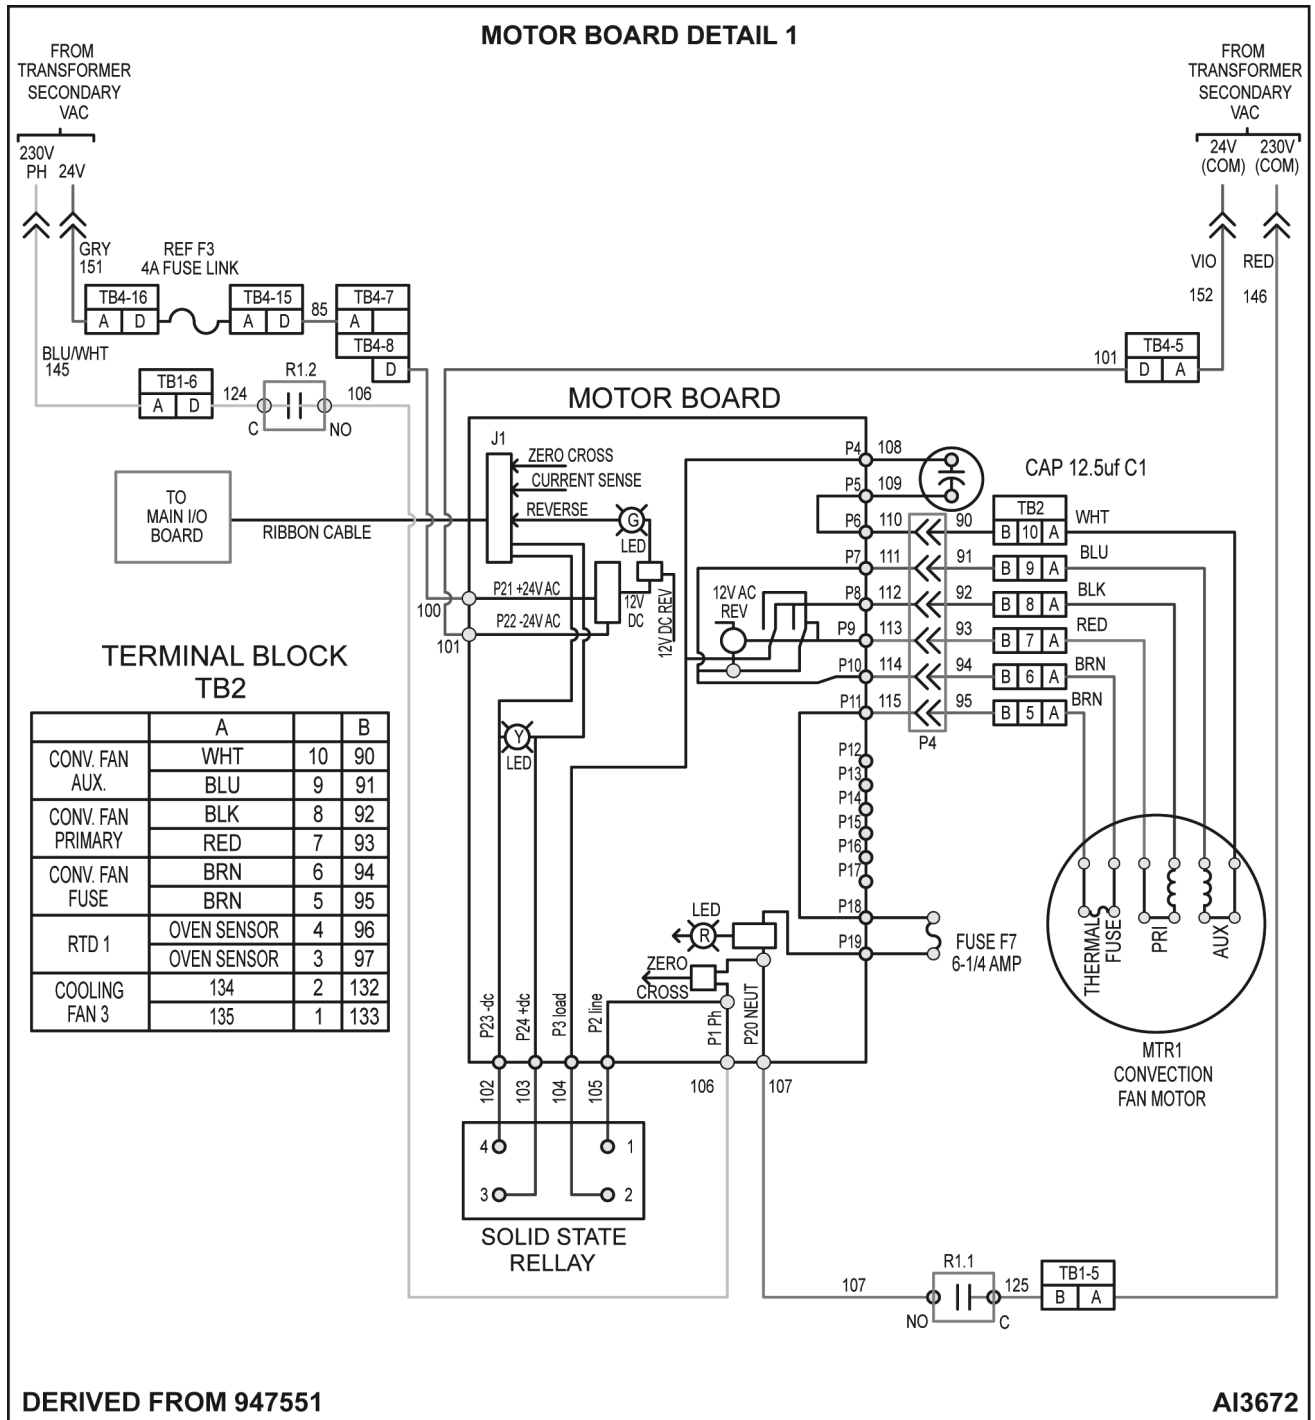 MOTOR BOARD DETAIL 1
FROM
TRANSFORMER
SECONDARY
VAC
230V
PH
24V
FROM
TRANSFORMER
SECONDARY
VAC
24V
(COM)
230V
(COM)
GRY
151
REF F3
4A FUSE LINK
VIO
152
RED
146
TB4-16
A D
TB4-15
A D
85
TB4-7
A
TB4-8
D
BLU/WHT
145
TB1-6
A D
124
R1.2
C
NO
106
101
TB4-5
D A
MOTOR BOARD
J1
ZERO CROSS
CURRENT SENSE
REVERSE
G
LED
TO
MAIN I/O
BOARD
RIBBON CABLE
P21 +24V AC
P22 -24V AC
100
101
12V
DC
12V DC REV
12V AC
REV
P4 108
P5 109
P6 110
P7 111
P8 112
P9 113
P10 114
P11 115
P12
P13
P14
P15
P16
P17
P18
P19
CAP 12.5uf C1
P4
TB2
90 B 10 A WHT
91 B 9 A BLU
92 B 8 A BLK
93 B 7 A RED
94 B 6 A BRN
95 B 5 A BRN
Y
LED
TERMINAL BLOCK
TB2
A B
CONV. FAN
AUX.
WHT 10 90
BLU 9 91
CONV. FAN
PRIMARY
BLK 8 92
RED 7 93
CONV. FAN
FUSE
BRN 6 94
BRN 5 95
RTD 1
OVEN SENSOR 4 96
OVEN SENSOR 3 97
COOLING
FAN 3
134 2 132
135 1 133
LED
R
ZERO
CROSS
FUSE F7
6-1/4 AMP
P23 -dc
P24 +dc
P3 load
P2 line
P1 Ph
P20 NEUT
102
103
104
105
106
107
4 1
3 2
SOLID STATE
RELLAY
THERMAL
FUSE
PRI
AUX
MTR1
CONVECTION
FAN MOTOR
107
R1.1
NO
C
125
TB1-5
B A
DERIVED FROM 947551
AI3672